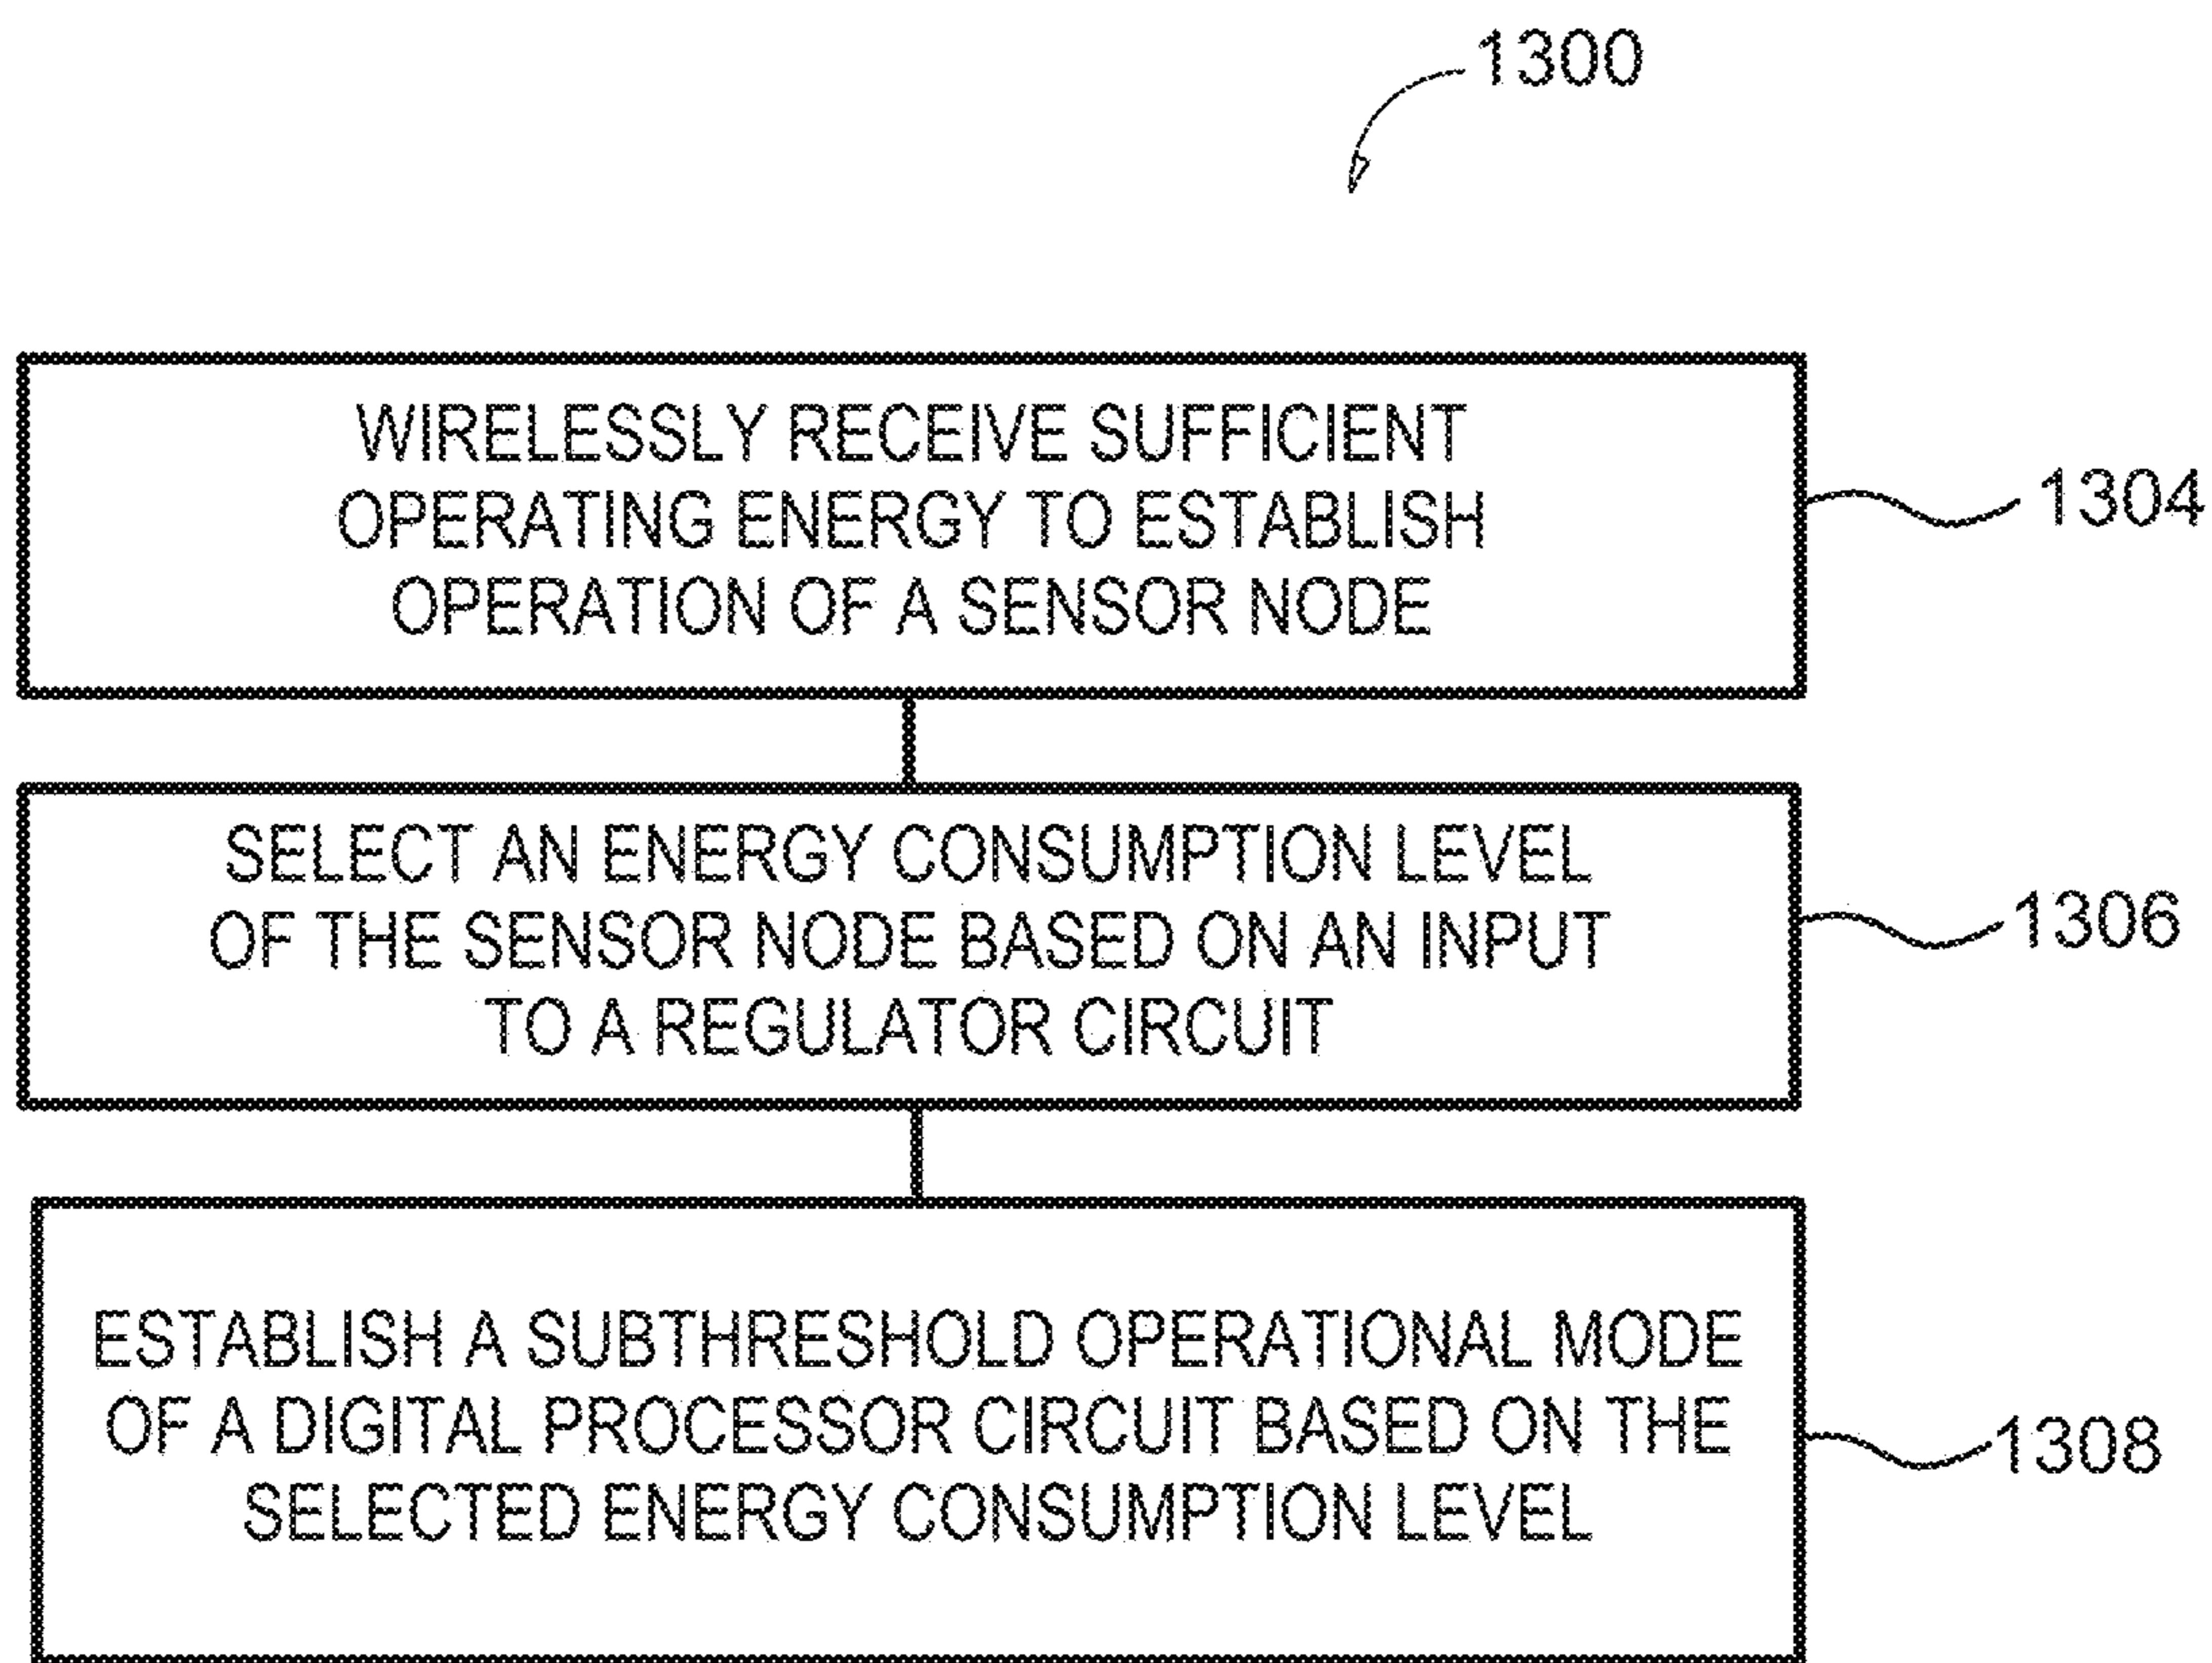 1300
WIRELESSLY RECEIVE SUFFICIENT
OPERATING ENERGY TO ESTABLISH
OPERATION OF A SENSOR NODE
1304
SELECT AN ENERGY CONSUMPTION LEVEL
OF THE SENSOR NODE BASED ON AN INPUT
TO A REGULATOR CIRCUIT
1306
ESTABLISH A SUBTHRESHOLD OPERATIONAL MODE
OF A DIGITAL PROCESSOR CIRCUIT BASED ON THE
SELECTED ENERGY CONSUMPTION LEVEL
1308